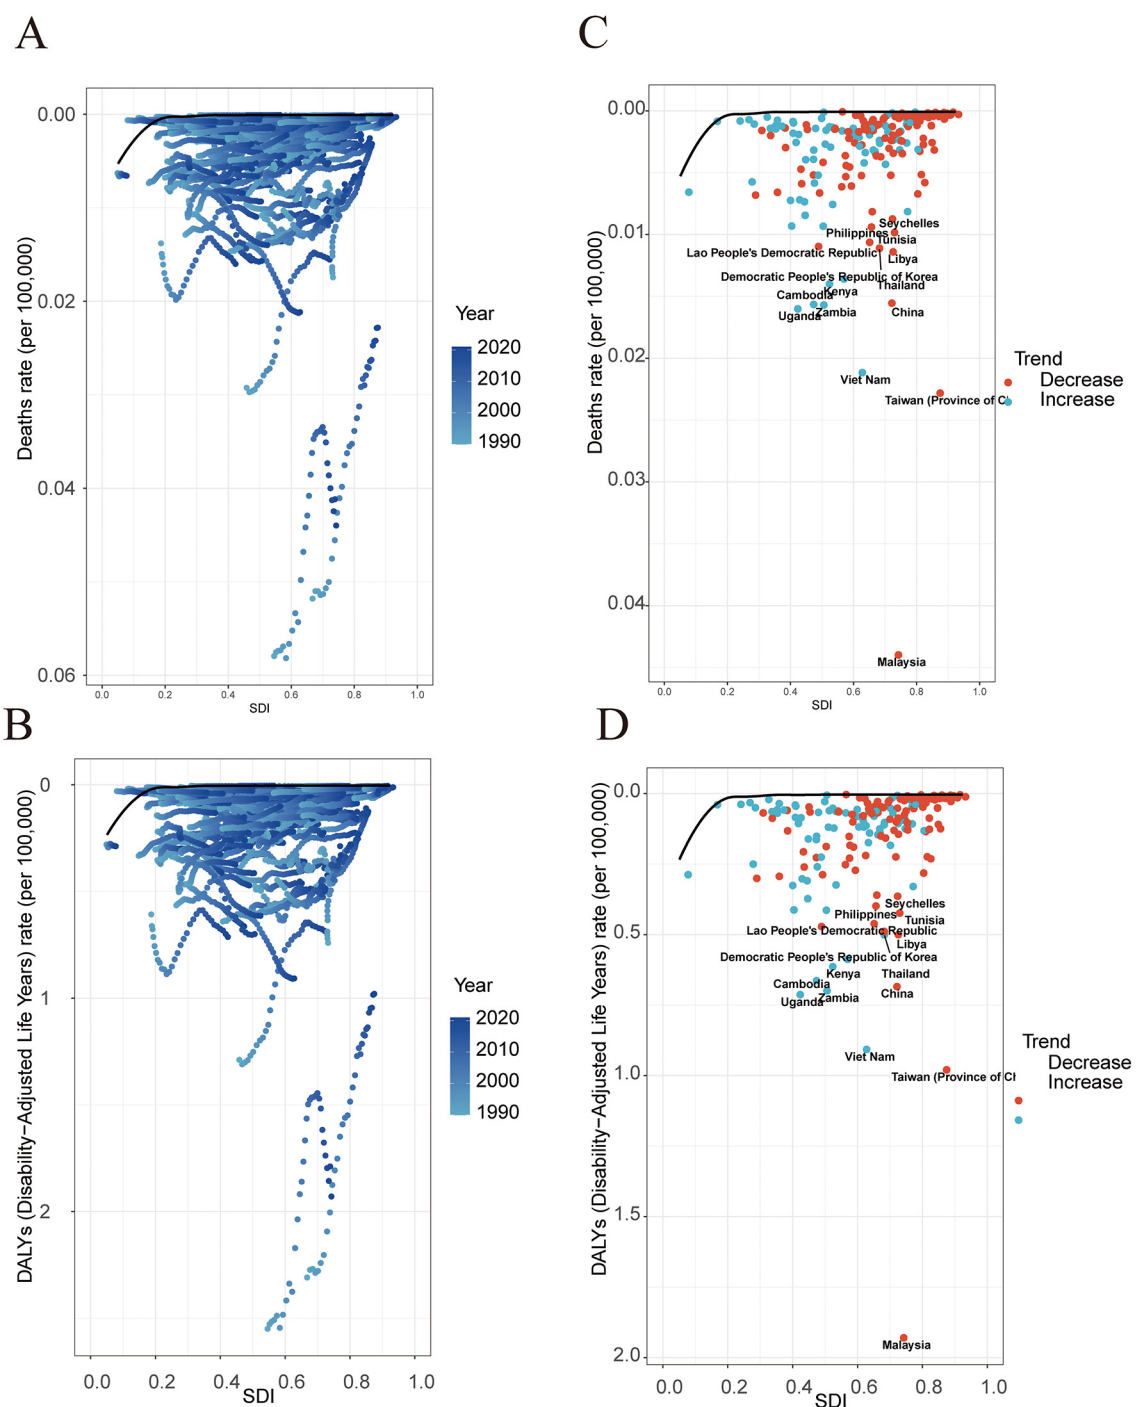 A
0.00
0.02
0.04
0.06
Deaths rate (per 100,000)
0.0
0.2
0.4
0.6
0.8
1.0
SDI
Year
2020
2010
2000
1990
C
0.00
0.01
0.02
0.03
0.04
Deaths rate (per 100,000)
0.0
0.2
0.4
0.6
0.8
1.0
SDI
Seychelles
Philippines
Tunisia
Lao People's Democratic Republic
Libya
Democratic People's Republic of Korea
Thailand
Kenya
Cambodia
Zambia
Uganda
China
Viet Nam
Taiwan (Province of Cl
Malaysia
Trend
Decrease
Increase
B
0
1
2
DALYs (Disability−Adjusted Life Years) rate (per 100,000)
0.0
0.2
0.4
0.6
0.8
1.0
SDI
Year
2020
2010
2000
1990
D
0.0
0.5
1.0
1.5
2.0
DALYs (Disability−Adjusted Life Years) rate (per 100,000)
0.0
0.2
0.4
0.6
0.8
1.0
SDI
Seychelles
Philippines
Tunisia
Lao People's Democratic Republic
Libya
Democratic People's Republic of Korea
Kenya
Thailand
Cambodia
China
Uganda
Zambia
Viet Nam
Taiwan (Province of Cl
Malaysia
Trend
Decrease
Increase